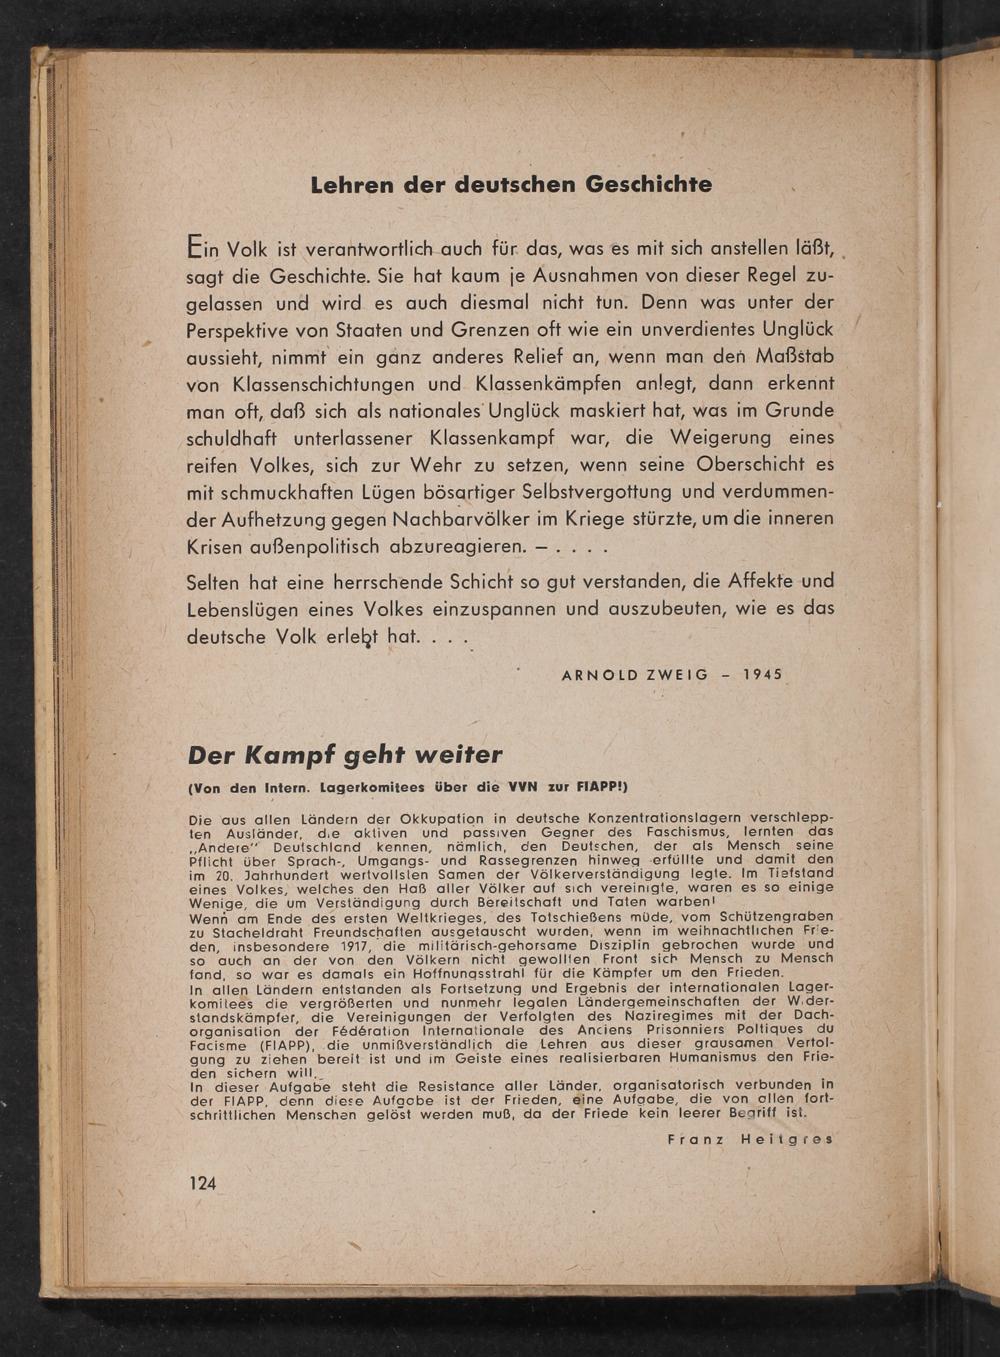 Lehren der deutschen Geschichte
Ein Volk ist verantwortlich auch für das, was es mit sich anstellen läßt,
sagt die Geschichte. Sie hat kaum je Ausnahmen von dieser Regel zu-
gelassen und wird es auch diesmal nicht tun. Denn was unter der
Perspektive von Staaten und Grenzen oft wie ein unverdientes Unglück
aussieht, nimmt ein ganz anderes Relief an, wenn man den Maßstab
von Klassenschichtungen und Klassenkämpfen anlegt, dann erkennt
man oft, daß sich als nationales Unglück maskiert hat, was im Grunde
schuldhaft unterlassener Klassenkampf war, die Weigerung eines
reifen Volkes, sich zur Wehr zu setzen, wenn seine Oberschicht es
mit schmuckhaften Lügen bösartiger Selbstvergottung und verdummen-
der Aufhetzung gegen Nachbarvölker im Kriege stürzte, um die inneren
Krisen außenpolitisch abzureagieren. – . . . .
Selten hat eine herrschende Schicht so gut verstanden, die Affekte und
Lebenslügen eines Volkes einzuspannen und auszubeuten, wie es das
deutsche Volk erlebt hat. . . .
ARNOLD ZWEIG – 1945
Der Kampf geht weiter
(Von den Intern. Lagerkomitees über die VVN zur FIAPP!)
Die aus allen Ländern der Okkupation in deutsche Konzentrationslagern verschlepp-
ten Ausländer, die aktiven und passiven Gegner des Faschismus, lernten das
„Andere" Deutschland kennen, nämlich, den Deutschen, der als Mensch seine
Pflicht über Sprach-, Umgangs- und Rassegrenzen hinweg erfüllte und damit den
im 20. Jahrhundert wertvollsten Samen der Völkerverständigung legte. Im Tiefstand
eines Volkes, welches den Haß aller Völker auf sich vereinigte, waren es so einige
Wenige, die um Verständigung durch Bereitschaft und Taten warben!
Wenn am Ende des ersten Weltkrieges, des Totschießens müde, vom Schützengraben
zu Stacheldraht Freundschaften ausgetauscht wurden, wenn im weihnachtlichen Frie-
den, insbesondere 1917, die militärisch-gehorsame Disziplin gebrochen wurde und
so auch an der von den Völkern nicht gewollten Front sich Mensch zu Mensch
fand, so war es damals ein Hoffnungsstrahl für die Kämpfer um den Frieden.
In allen Ländern entstanden als Fortsetzung und Ergebnis der internationalen Lager-
komitees die vergrößerten und nunmehr legalen Ländergemeinschaften der Wider-
standskämpfer, die Vereinigungen der Verfolgten des Naziregimes mit der Dach-
organisation der Fédération Internationale des Anciens Prisonniers Poltiques du
Facisme (FIAPP), die unmißverständlich die Lehren aus dieser grausamen Verfol-
gung zu ziehen bereit ist und im Geiste eines realisierbaren Humanismus den Frie-
den sichern will.
In dieser Aufgabe steht die Resistance aller Länder, organisatorisch verbunden in
der FIAPP, denn diese Aufgabe ist der Frieden, eine Aufgabe, die von allen fort-
schrittlichen Menschen gelöst werden muß, da der Friede kein leerer Begriff ist.
Franz Heitgres
124